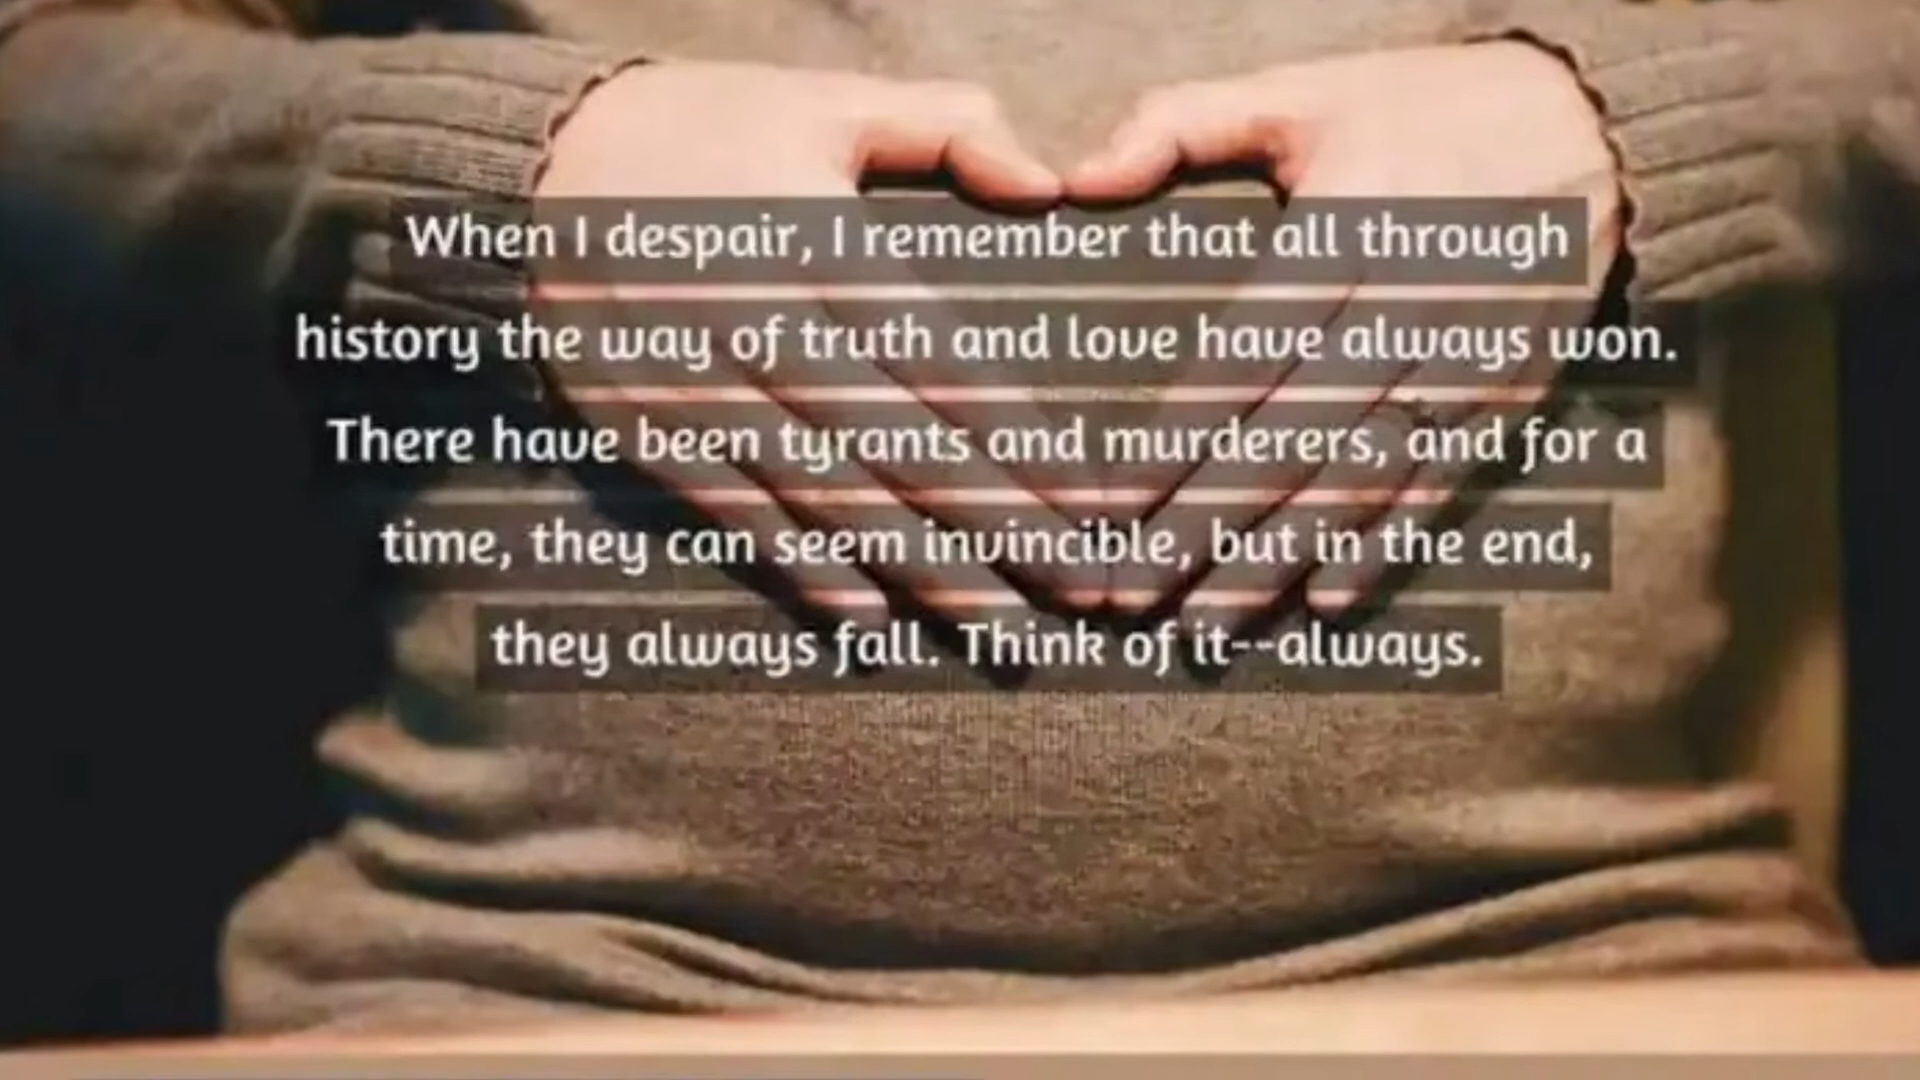 When I despair, I remember that all through
history the way of truth and love have always won.
There have been tyrants and murderers, and for a
time, they can seem invincible, but in the end,
they always fall. Think of it--always.